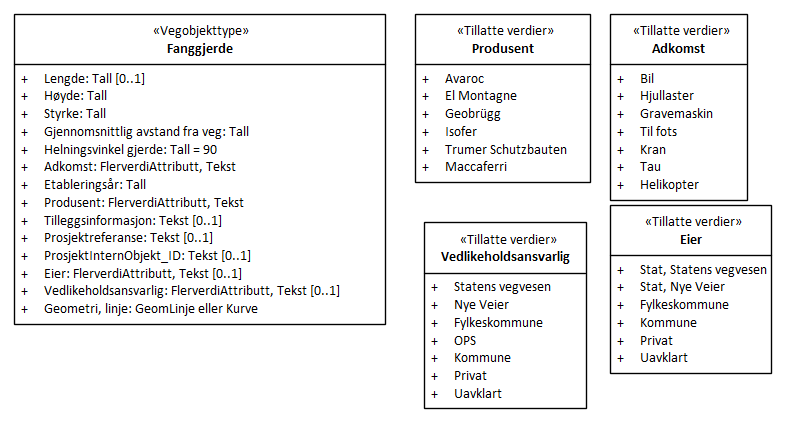 «Vegobjekttype»
Fanggjerde
+ Lengde: Tall [0..1]
+ Høyde: Tall
+ Styrke: Tall
+ Gjennomsnittlig avstand fra veg: Tall
+ Helningsvinkel gjerde: Tall = 90
+ Adkomst: FlerverdiAttributt, Tekst
+ Etableringsår: Tall
+ Produsent: FlerverdiAttributt, Tekst
+ Tilleggsinformasjon: Tekst [0..1]
+ Prosjektreferanse: Tekst [0..1]
+ ProsjektInternObjekt_ID: Tekst [0..1]
+ Eier: FlerverdiAttributt, Tekst [0..1]
+ Vedlikeholdsansvarlig: FlerverdiAttributt, Tekst [0..1]
+ Geometri, linje: GeomLinje eller Kurve
«Tillatte verdier»
Produsent
+ Avaroc
+ El Montagne
+ Geobrügg
+ Isofer
+ Trumer Schutzbauten
+ Maccaferri
«Tillatte verdier»
Adkomst
+ Bil
+ Hjullaster
+ Gravemaskin
+ Til fots
+ Kran
+ Tau
+ Helikopter
«Tillatte verdier»
Vedlikeholdsansvarlig
+ Statens vegvesen
+ Nye Veier
+ Fylkeskommune
+ OPS
+ Kommune
+ Privat
+ Uavklart
«Tillatte verdier»
Eier
+ Stat, Statens vegvesen
+ Stat, Nye Veier
+ Fylkeskommune
+ Kommune
+ Privat
+ Uavklart